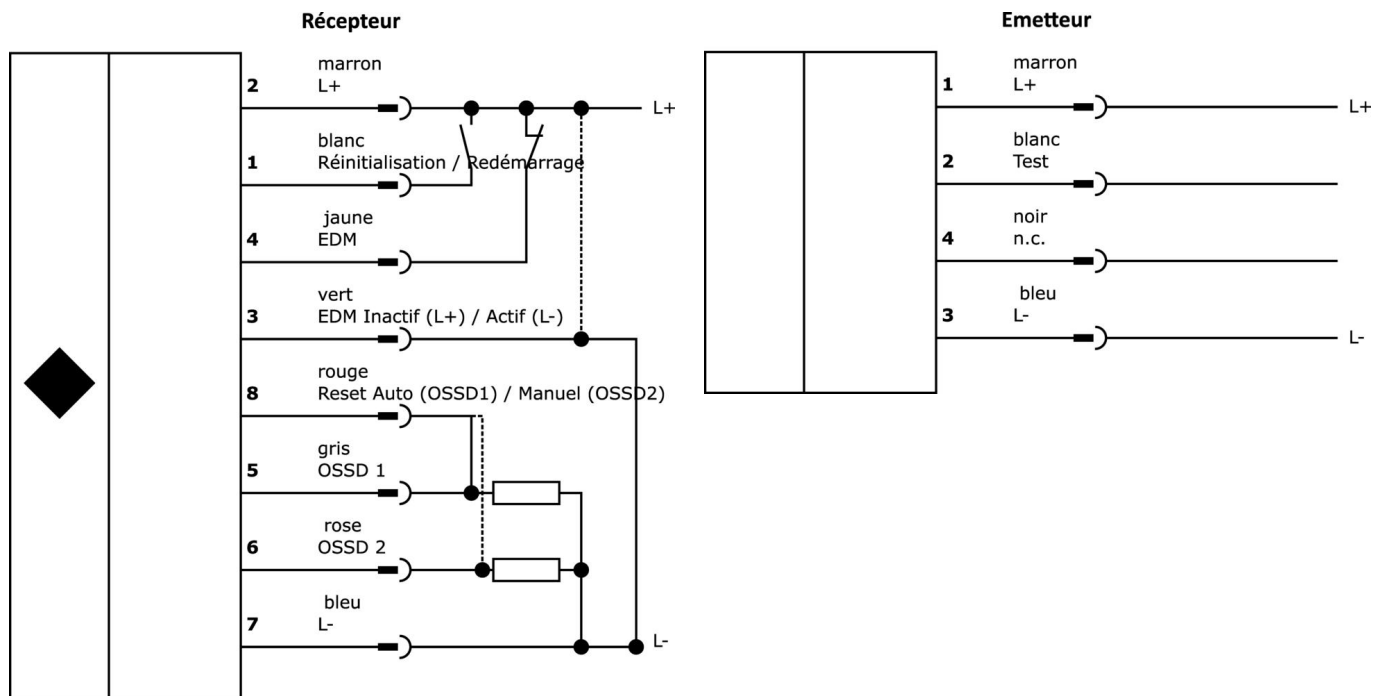 Récepteur
2
marron
L+
L+
1
blanc
Réinitialisation / Redémarrage
4
jaune
EDM
3
vert
EDM Inactif (L+) / Actif (L-)
8
rouge
Reset Auto (OSSD1) / Manuel (OSSD2)
5
gris
OSSD 1
6
rose
OSSD 2
7
bleu
L-
L-
Emetteur
1
marron
L+
L+
2
blanc
Test
4
noir
n.c.
3
bleu
L-
L-